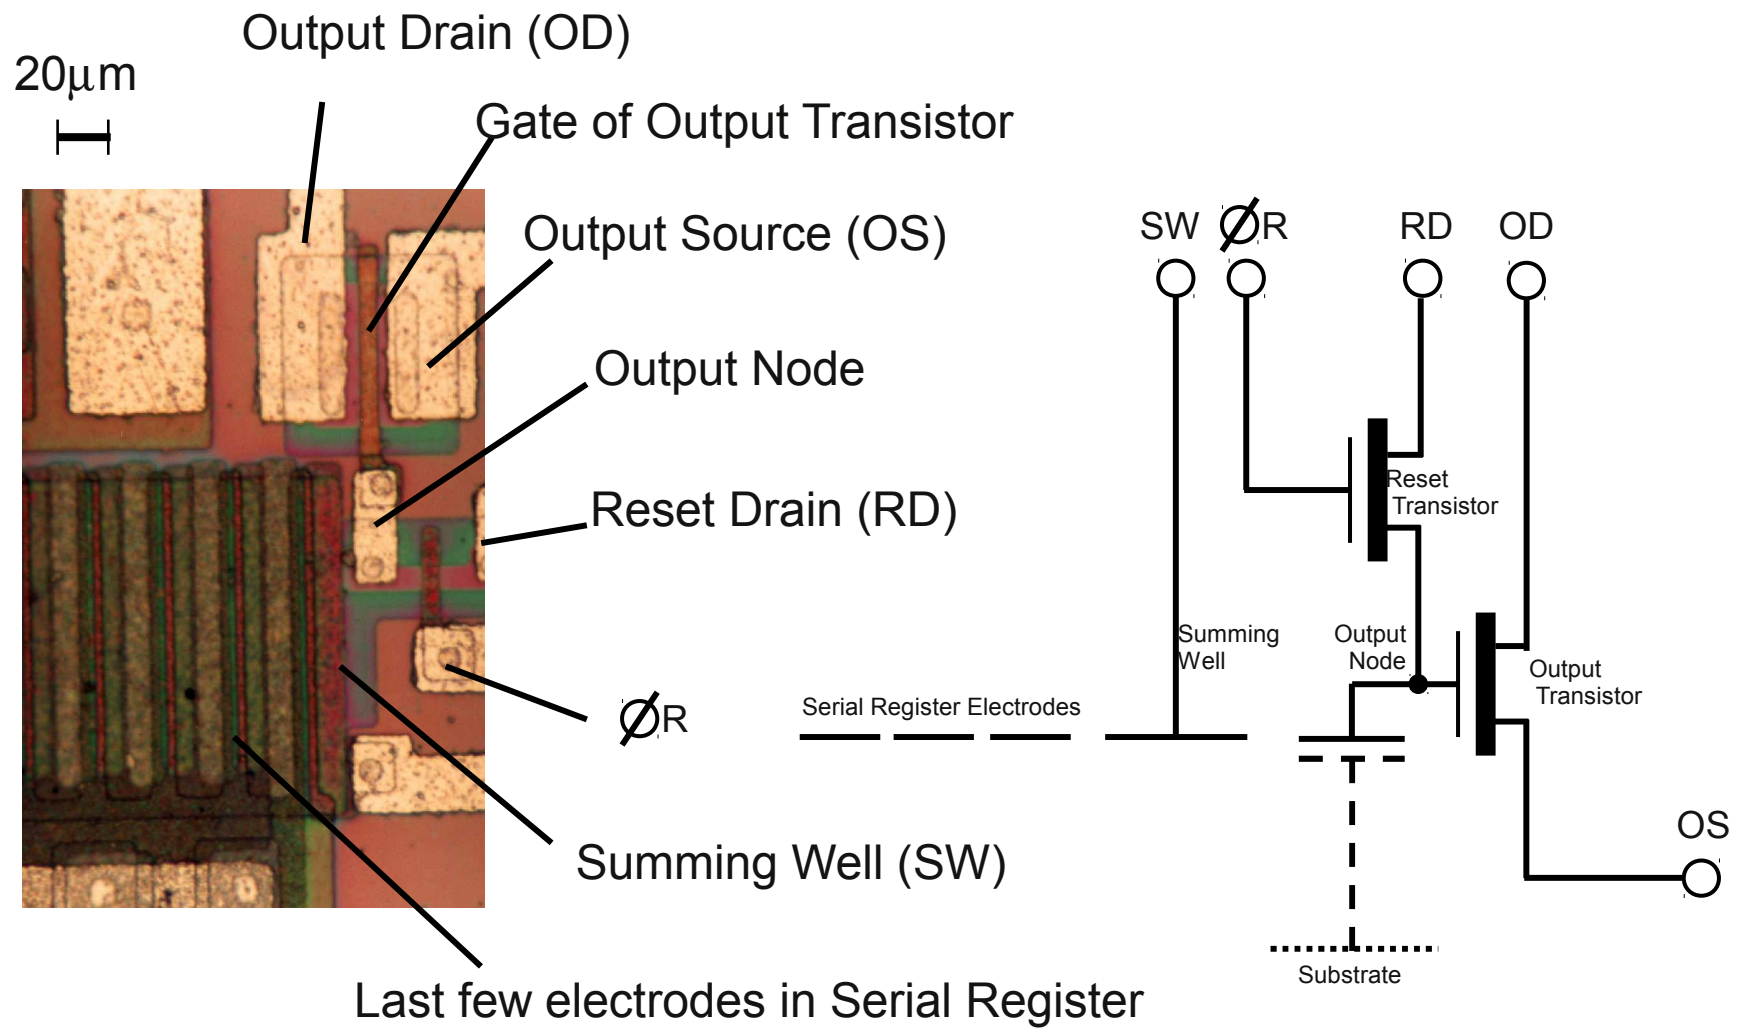 Output Drain (OD)
20μm
Gate of Output Transistor
Output Source (OS)
Output Node
Reset Drain (RD)
ØR
Summing Well (SW)
Last few electrodes in Serial Register
SW
ØR
RD
OD
Reset
Transistor
Summing
Well
Output
Node
Output
Transistor
Serial Register Electrodes
OS
Substrate